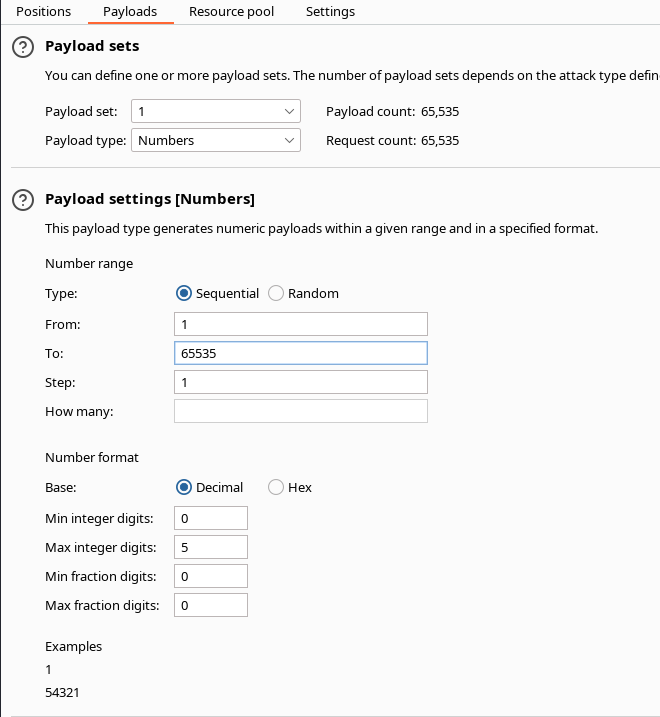 Positions Payloads Resource pool Settings
? Payload sets
You can define one or more payload sets. The number of payload sets depends on the attack type defin
Payload set: 1 Payload count: 65,535
Payload type: Numbers Request count: 65,535
? Payload settings [Numbers]
This payload type generates numeric payloads within a given range and in a specified format.
Number range
Type: Sequential Random
From: 1
To: 65535
Step: 1
How many:
Number format
Base: Decimal Hex
Min integer digits: 0
Max integer digits: 5
Min fraction digits: 0
Max fraction digits: 0
Examples
1
54321